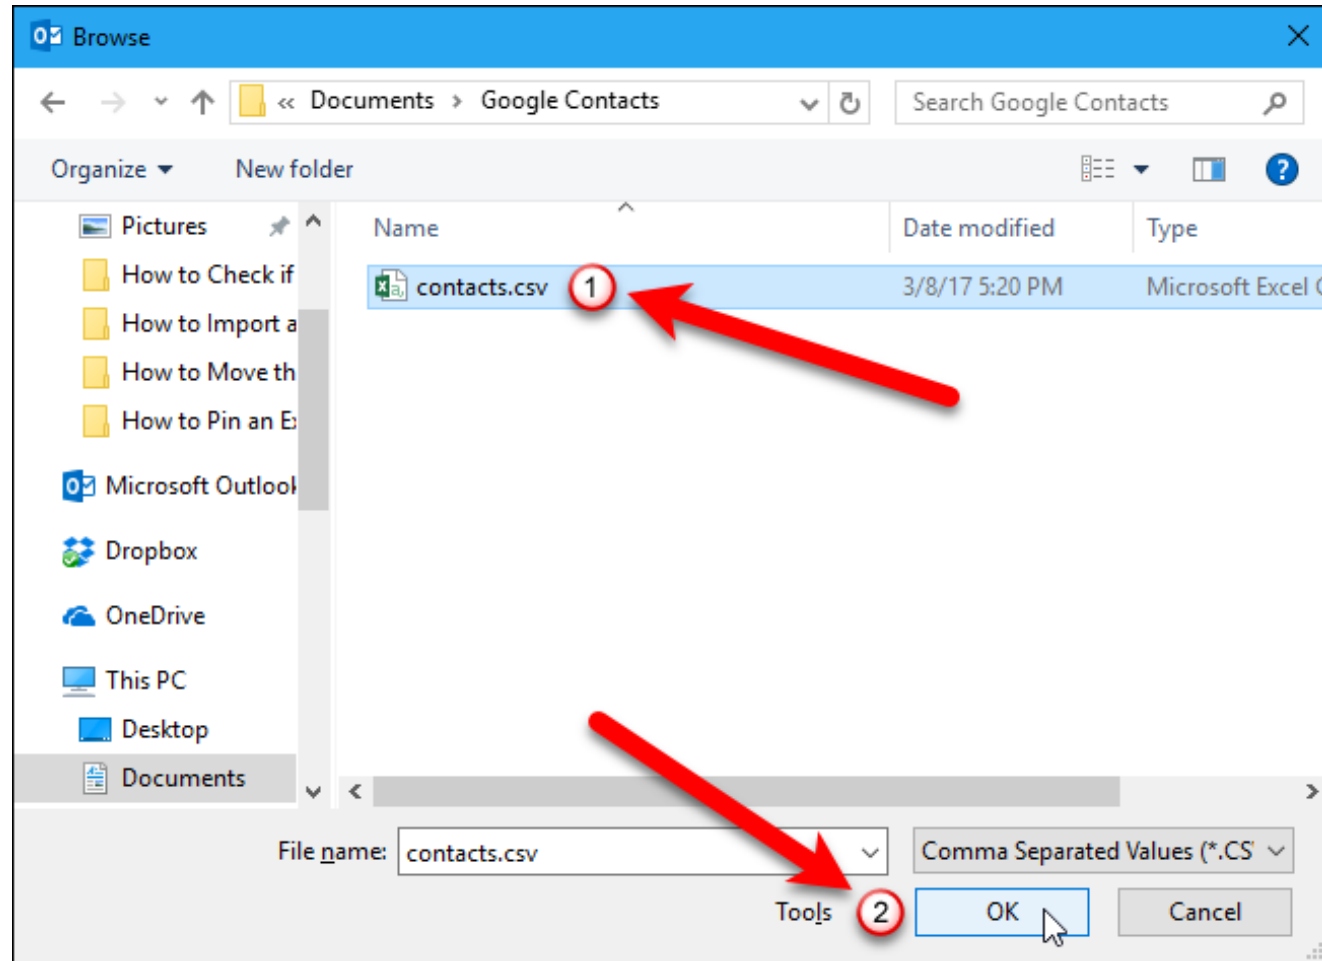 Browse
« Documents > Google Contacts
Search Google Contacts
Organize
New folder
Name
Date modified
Type
Pictures
How to Check if
How to Import a
How to Move th
How to Pin an E
Microsoft Outlook
Dropbox
OneDrive
This PC
Desktop
Documents
contacts.csv
1
3/8/17 5:20 PM
Microsoft Excel
File name:
contacts.csv
Comma Separated Values (*.CS
Tools
2
OK
Cancel